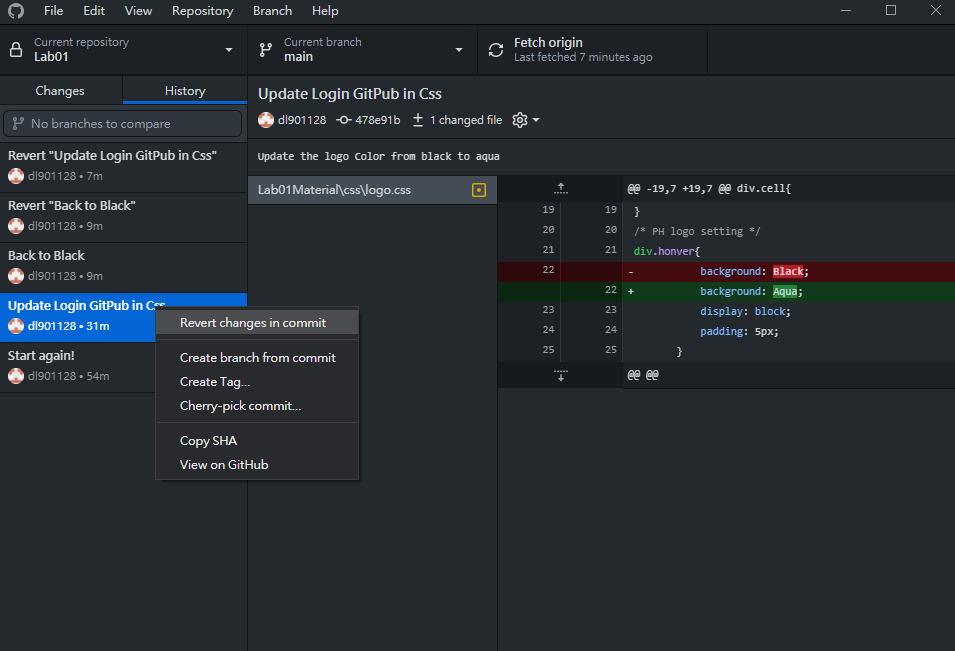 File Edit View Repository Branch Help
Current repository
Lab01
Current branch
main
Fetch origin
Last fetched 7 minutes ago
Changes
History
No branches to compare
Revert "Update Login GitPub in Css"
dl901128 • 7m
Revert "Back to Black"
dl901128 • 9m
Back to Black
dl901128 • 9m
Update Login GitPub in Css
dl901128 • 31m
Start again!
dl901128 • 54m
Revert changes in commit
Create branch from commit
Create Tag...
Cherry-pick commit...
Copy SHA
View on GitHub
Update Login GitPub in Css
dl901128 478e91b 1 changed file
Update the logo Color from black to aqua
Lab01Material\css\logo.css
@@ -19,7 +19,7 @@ div.cell{
19 19 }
20 20 /* PH logo setting */
21 21 div.honver{
22 - background: Black;
22 + background: Aqua;
23 23 display: block;
24 24 padding: 5px;
25 25 }
@@ @@